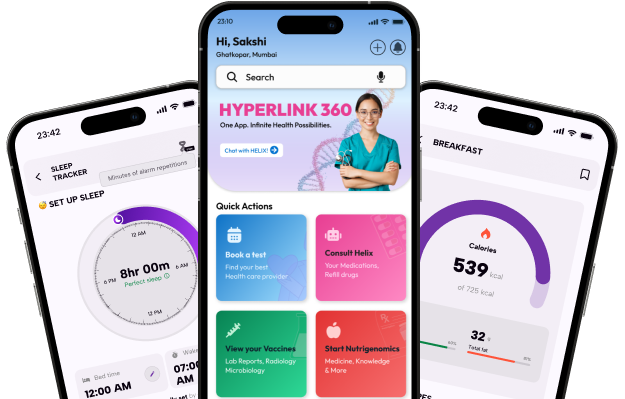 23:42
SLEEP
TRACKER
Minutes of alarm repetitions
SET UP SLEEP
12 AM
6 AM
6 PM
12 PM
8hr 00m
Perfect sleep
Bed time
12:00 AM
07:00
AM
23:10
Hi, Sakshi
Ghatkopar, Mumbai
Search
HYPERLINK 360
One App. Infinite Health Possibilities.
Chat with HELIX!
Quick Actions
Book a test
Find your best
Health care provider
Consult Helix
Your Medications,
Refill drugs
View your Vaccines
Lab Reports, Radiology
Microbiology
Start Nutrigenomics
Medicine, Knowledge
& More
23:42
BREAKFAST
Calories
539 kcal
of 725 kcal
32
Total fat